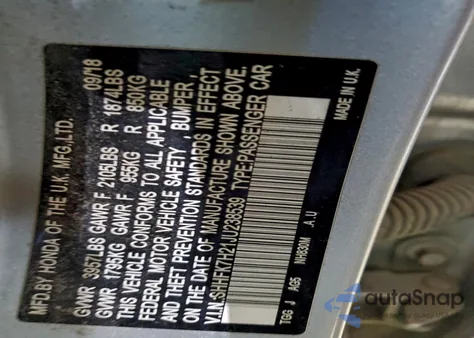 MFD.BY HONDA OF THE U.K. MFG.,LTD. 09/18
GVWR 3957LBS GAWR F 2105LBS R 1874LBS
GVWR 1795KG GAWR F 955KG R 850KG
THIS VEHICLE CONFORMS TO ALL APPLICABLE
FEDERAL MOTOR VEHICLE SAFETY, BUMPER,
AND THEFT PREVENTION STANDARDS IN EFFECT
ON THE DATE OF MANUFACTURE SHOWN ABOVE.
V.I.N. TYPE-PASSENGER CAR
TGG J AG5 NH830M .A.U MADE IN U.K.
autoSnap